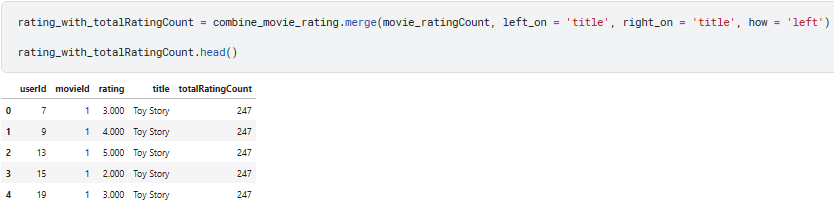 rating_with_totalRatingCount = combine_movie_rating.merge(movie_ratingCount, left_on = 'title', right_on = 'title', how = 'left')
rating_with_totalRatingCount.head()
userId movieId rating title totalRatingCount
0 7 1 3.000 Toy Story 247
1 9 1 4.000 Toy Story 247
2 13 1 5.000 Toy Story 247
3 15 1 2.000 Toy Story 247
4 19 1 3.000 Toy Story 247